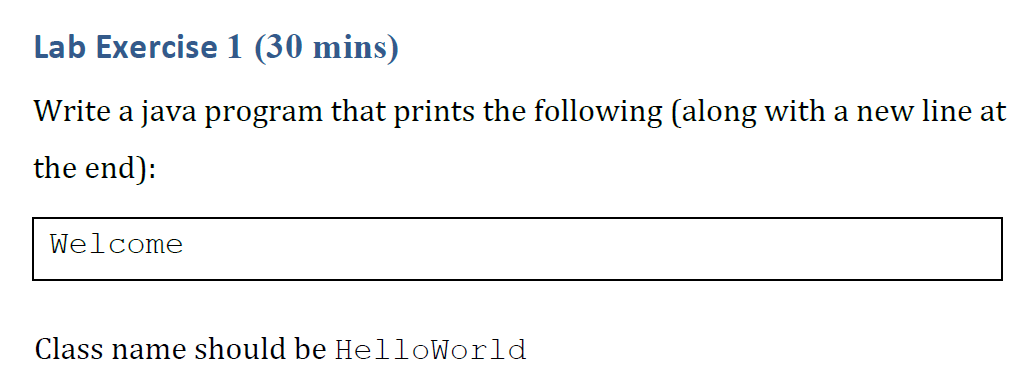 Lab Exercise 1 (30 mins)
Write a java program that prints the following (along with a new line at
the end):
Welcome
Class name should be HelloWorld